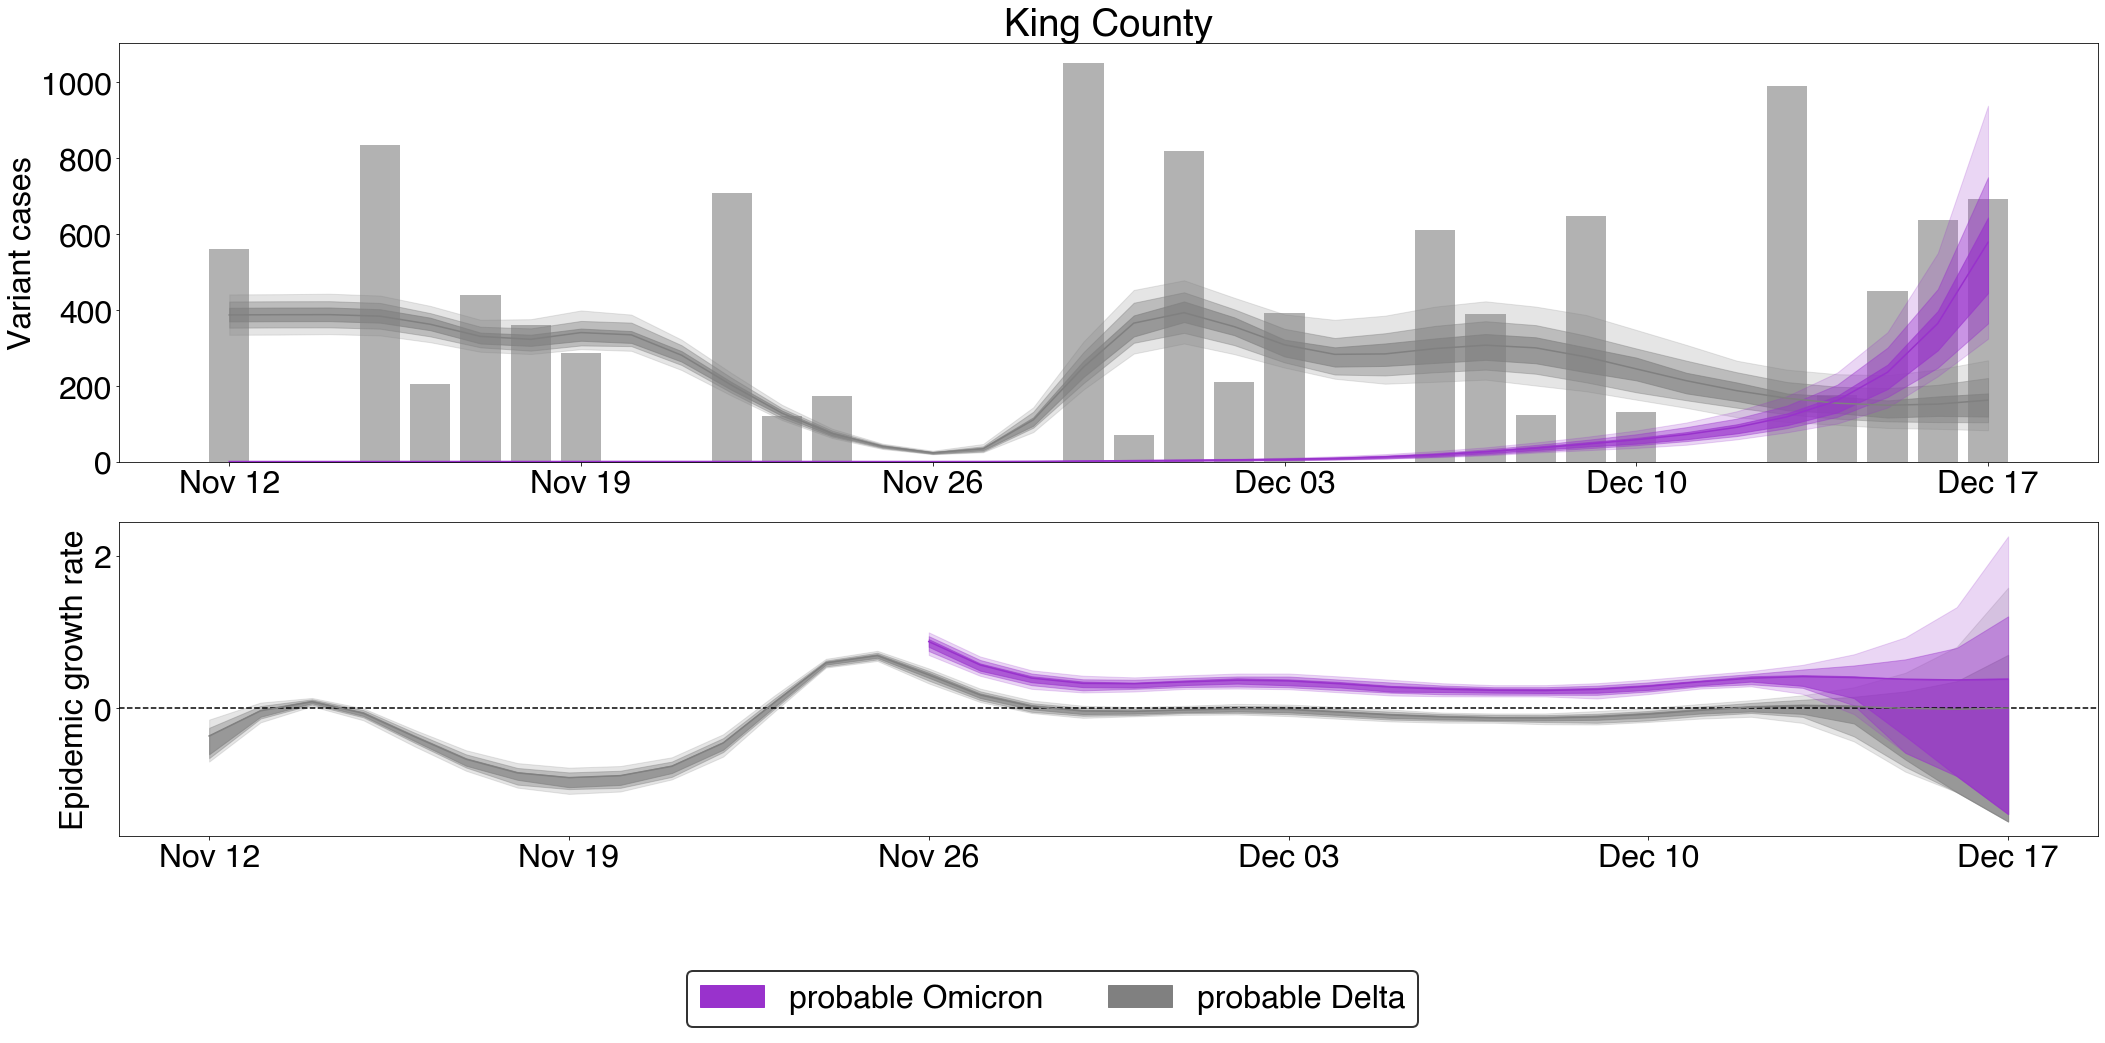 King County
Variant cases
1000
800
600
400
200
0
Nov 12
Nov 19
Nov 26
Dec 03
Dec 10
Dec 17
Epidemic growth rate
2
0
Nov 12
Nov 19
Nov 26
Dec 03
Dec 10
Dec 17
probable Omicron
probable Delta